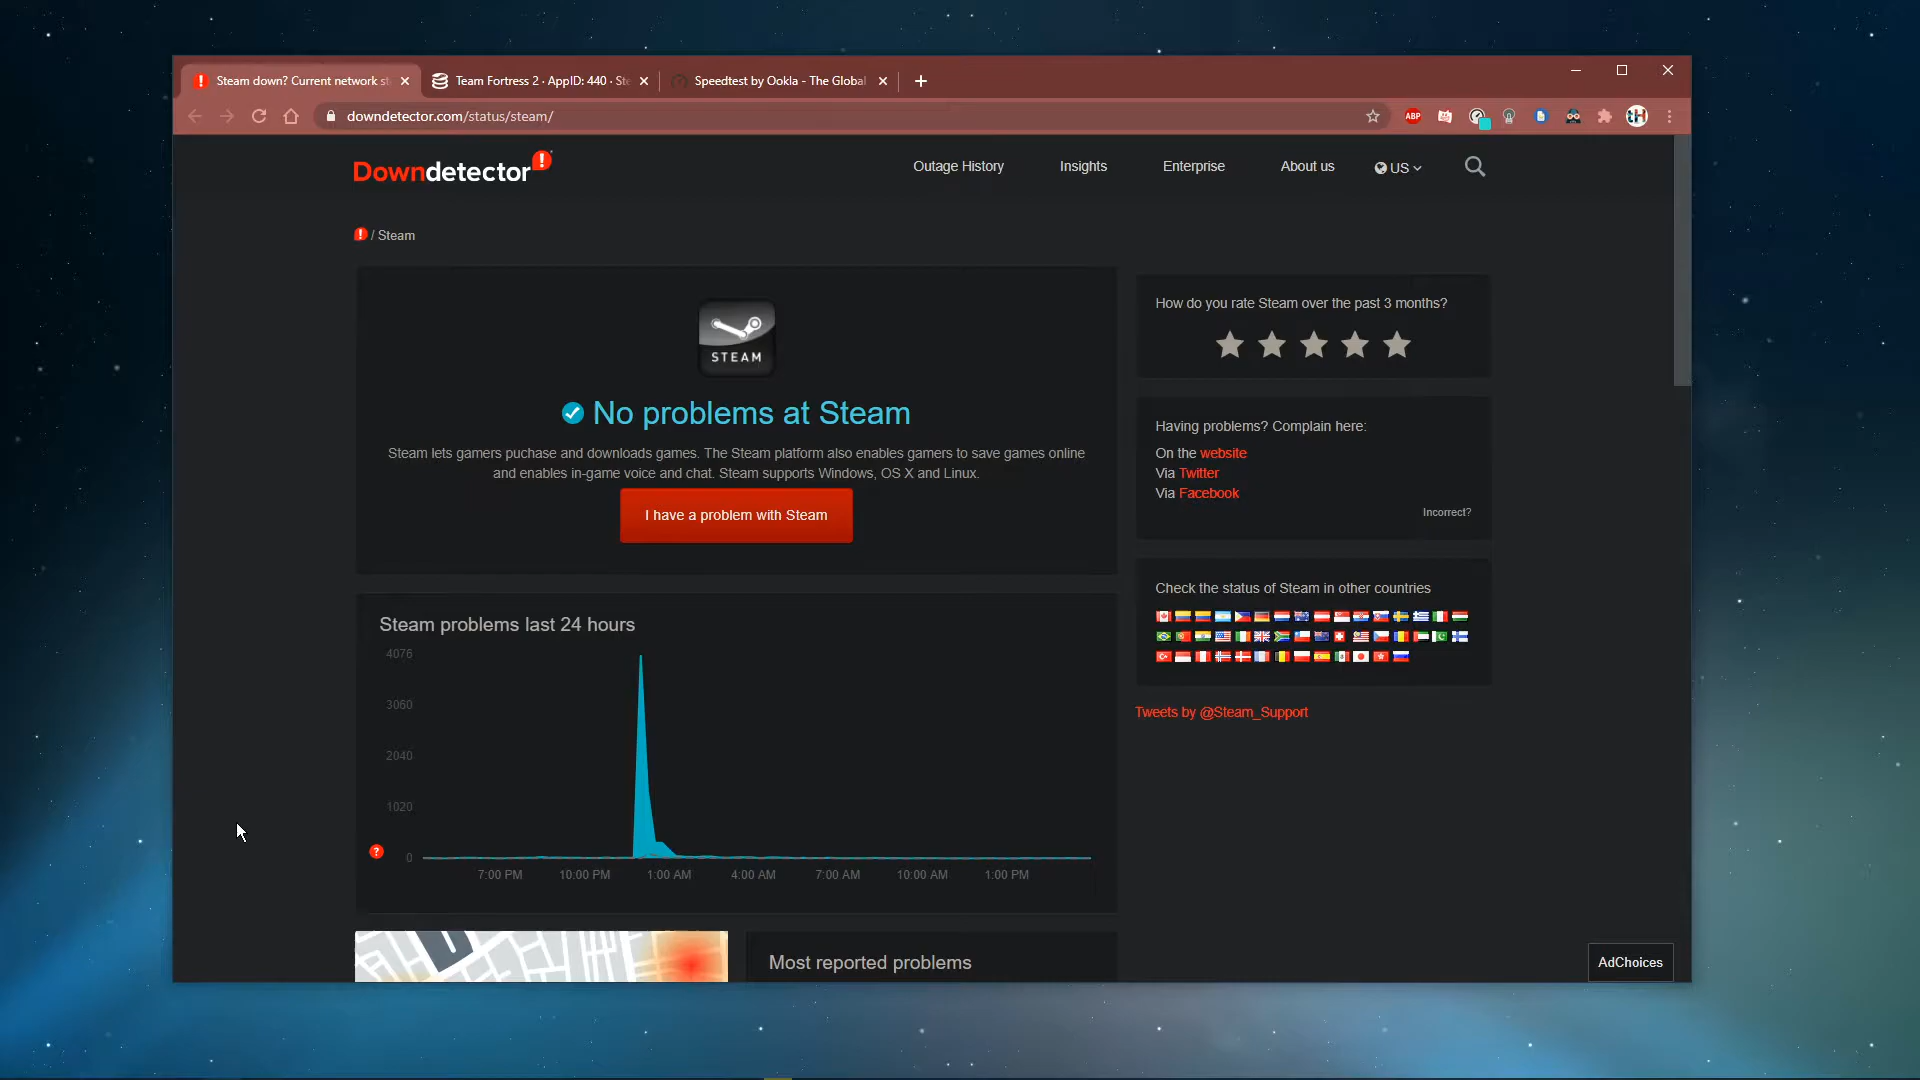 Steam down? Current network st
Team Fortress 2 · AppID: 440 · Ste
Speedtest by Ookla - The Global
downdetector.com/status/steam/
ABP
Downdetector!
Outage History
Insights
Enterprise
About us
US
/ Steam
STEAM
No problems at Steam
Steam lets gamers puchase and downloads games. The Steam platform also enables gamers to save games online
and enables in-game voice and chat. Steam supports Windows, OS X and Linux.
I have a problem with Steam
How do you rate Steam over the past 3 months?
Having problems? Complain here:
On the website
Via Twitter
Via Facebook
Incorrect?
Check the status of Steam in other countries
Tweets by @Steam_Support
Steam problems last 24 hours
4076
3060
2040
1020
0
?
7:00 PM
10:00 PM
1:00 AM
4:00 AM
7:00 AM
10:00 AM
1:00 PM
Most reported problems
AdChoices